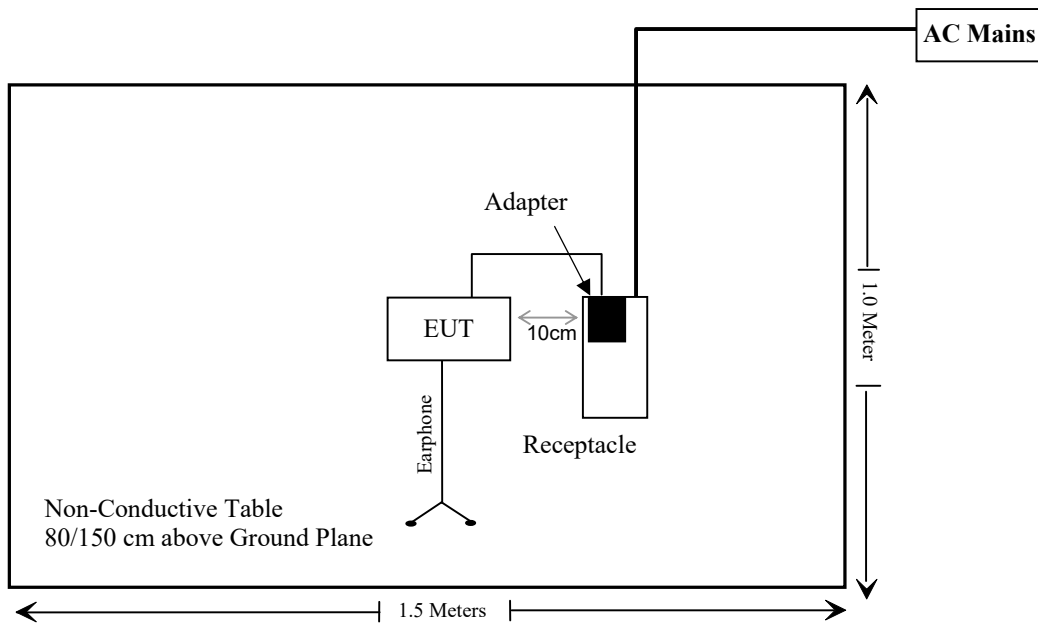 AC Mains
Adapter
EUT
10cm
1.0 Meter
Earphone
Receptacle
Non-Conductive Table
80/150 cm above Ground Plane
1.5 Meters